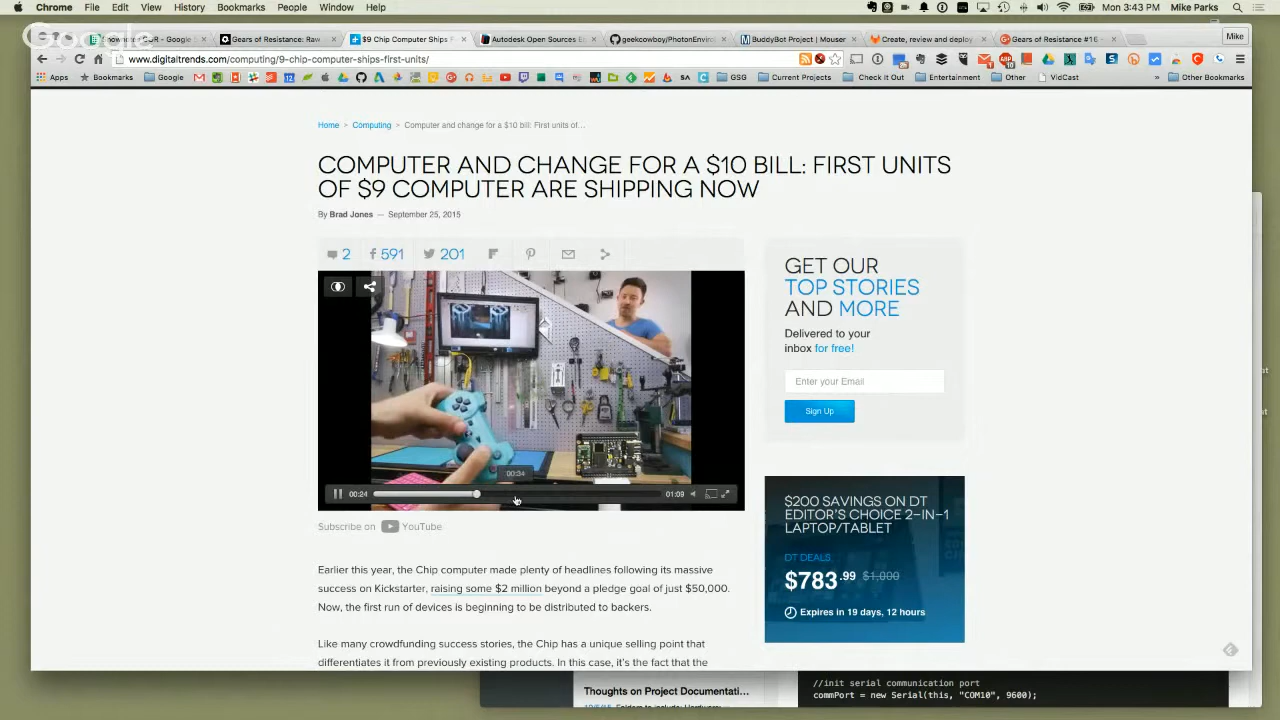 Chrome File Edit View History Bookmarks People Window Help
Mon 3:43 PM Mike Parks
Google
Gears of Resistance: Raw
$9 Chip Computer Ships F
Autodesk Sustainable E
geekcowboy/PhotonEnviro
BuddyBot Project | Mouser
Create, review and deploy
Gears of Resistance #16 -
Mike
www.digitaltrends.com/computing/9-chip-computer-ships-first-units/
Apps Bookmarks
GSG Current Projects Check It Out Entertainment Other VidCast » Other Bookmarks
Home > Computing > Computer and change for a $10 bill: First units of...
COMPUTER AND CHANGE FOR A $10 BILL: FIRST UNITS
OF $9 COMPUTER ARE SHIPPING NOW
By Brad Jones — September 25, 2015
2 591 201
00:34
00:24 01:09
Subscribe on YouTube
Earlier this year, the Chip computer made plenty of headlines following its massive
success on Kickstarter, raising some $2 million beyond a pledge goal of just $50,000.
Now, the first run of devices is beginning to be distributed to backers.
Like many crowdfunding success stories, the Chip has a unique selling point that
differentiates it from previously existing products. In this case, it's the fact that the
GET OUR
TOP STORIES
AND MORE
Delivered to your
inbox for free!
Enter your Email
Sign Up
$200 SAVINGS ON DT
EDITOR'S CHOICE 2-IN-1
LAPTOP/TABLET
DT DEALS
$783.99 $1,000
Expires in 19 days, 12 hours
Thoughts on Project Documentati...
//init serial communication port
commPort = new Serial(this, "COM10", 9600);